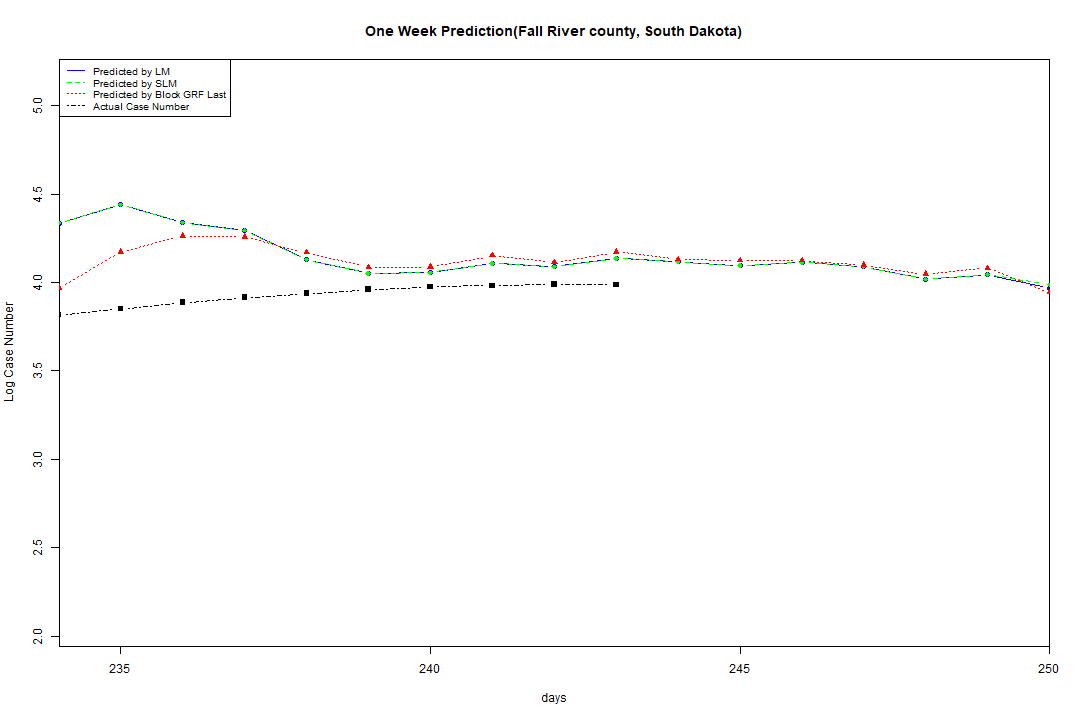 One Week Prediction(Fall River county, South Dakota)
Predicted by LM
Predicted by SLM
Predicted by Block GRF Last
Actual Case Number
5.0
4.5
4.0
3.5
3.0
2.5
2.0
Log Case Number
235 240 245 250
days